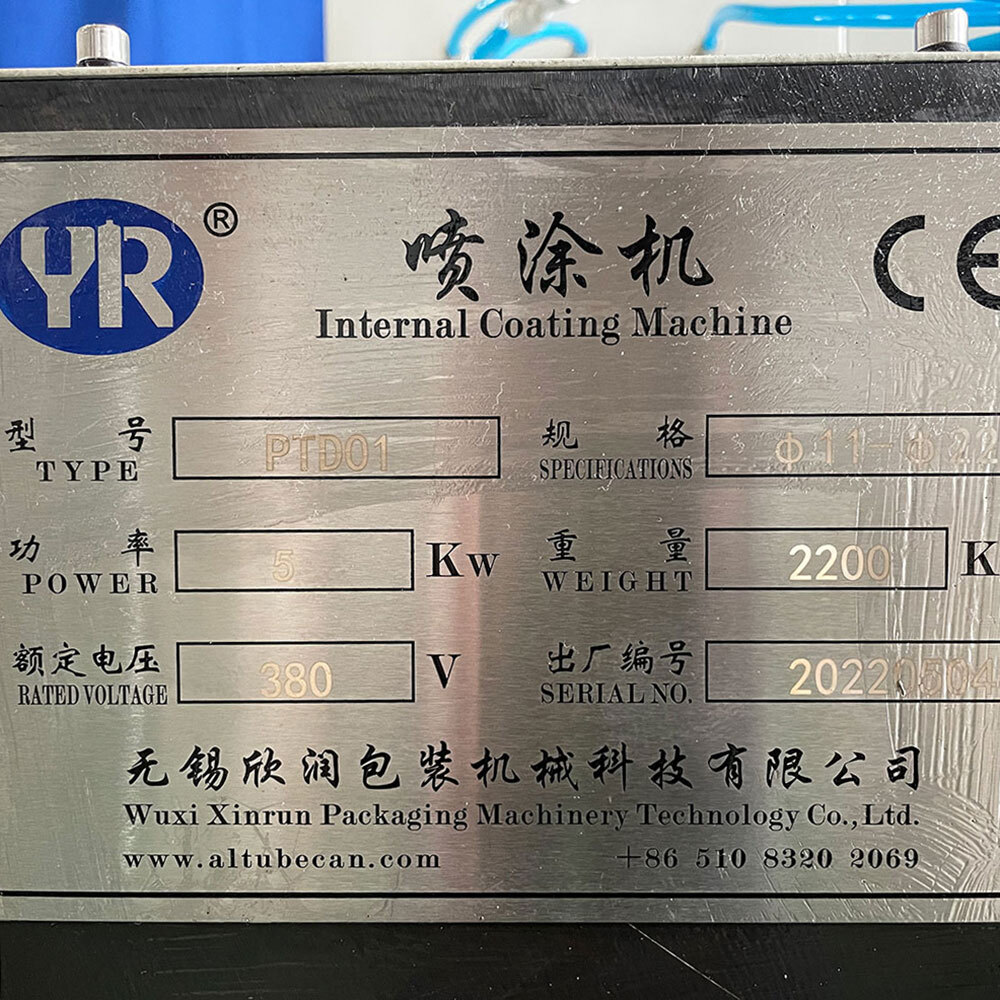 YR ®
喷涂机
CE
Internal Coating Machine
型号 规格
TYPE PTD01 SPECIFICATIONS Φ11-Φ22
功率 重量
POWER 5 Kw WEIGHT 2200 K
额定电压 出厂编号
RATED VOLTAGE 380 V SERIAL NO. 20220504
无锡欣润包装机械科技有限公司
Wuxi Xinrun Packaging Machinery Technology Co.,Ltd.
www.altubecan.com +86 510 8320 2069